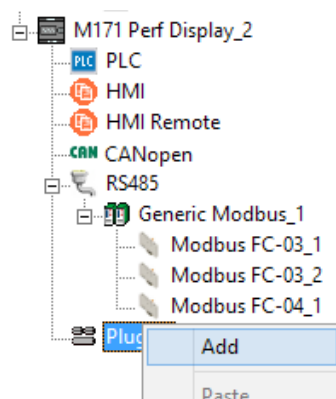 M171 Perf Display_2
PLC PLC
HMI
HMI Remote
CAN CANopen
RS485
Generic Modbus_1
Modbus FC-03_1
Modbus FC-03_2
Modbus FC-04_1
Plug
Add
Paste